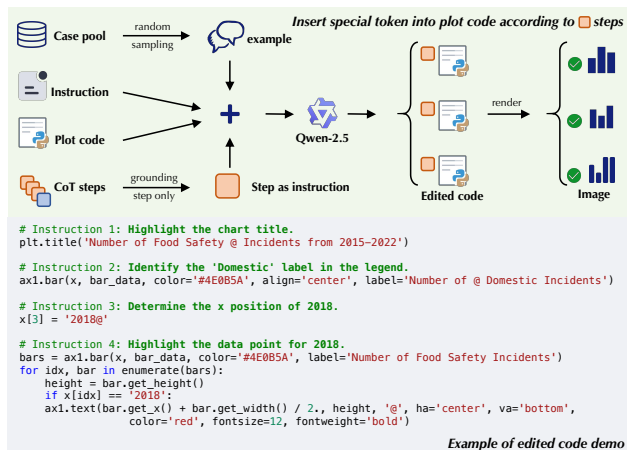 Insert special token into plot code according to steps
Case pool
random
sampling
example
Instruction
Plot code
Qwen-2.5
render
CoT steps
grounding
step only
Step as instruction
Edited code
Image
# Instruction 1: Highlight the chart title.
plt.title('Number of Food Safety @ Incidents from 2015-2022')
# Instruction 2: Identify the 'Domestic' label in the legend.
ax1.bar(x, bar_data, color='#4E0B5A', align='center', label='Number of @ Domestic Incidents')
# Instruction 3: Determine the x position of 2018.
x[3] = '2018@'
# Instruction 4: Highlight the data point for 2018.
bars = ax1.bar(x, bar_data, color='#4E0B5A', label='Number of Food Safety Incidents')
for idx, bar in enumerate(bars):
    height = bar.get_height()
    if x[idx] == '2018':
    ax1.text(bar.get_x() + bar.get_width() / 2., height, '@', ha='center', va='bottom',
            color='red', fontsize=12, fontweight='bold')
Example of edited code demo